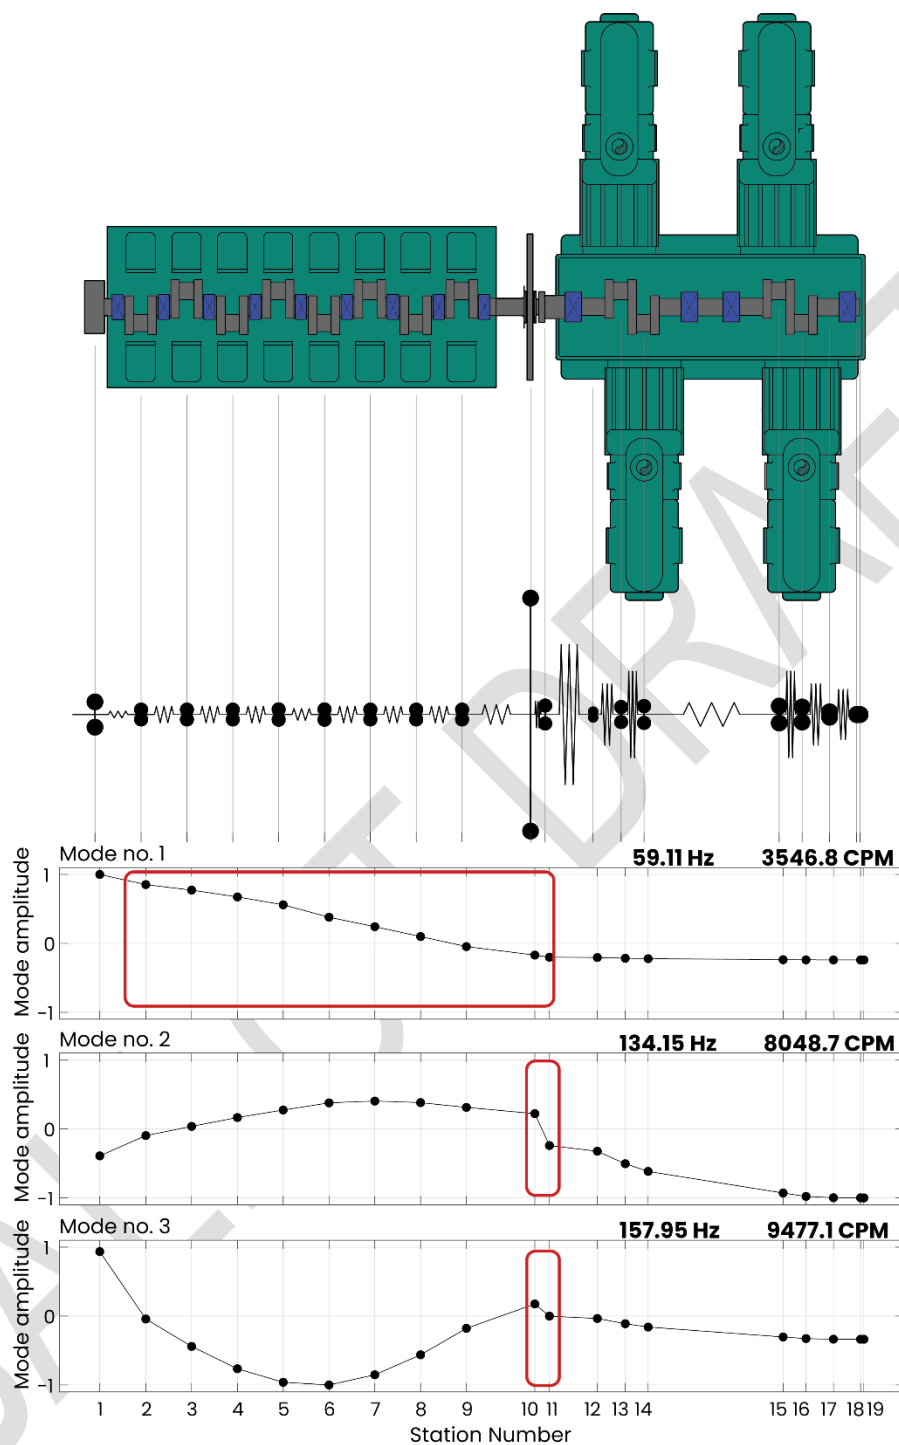 Mode no. 1 59.11 Hz 3546.8 CPM
Mode amplitude
1
0
-1
Mode no. 2 134.15 Hz 8048.7 CPM
Mode amplitude
1
0
-1
Mode no. 3 157.95 Hz 9477.1 CPM
Mode amplitude
1
0
-1
1 2 3 4 5 6 7 8 9 10 11 12 13 14 15 16 17 18 19
Station Number
DRAFT